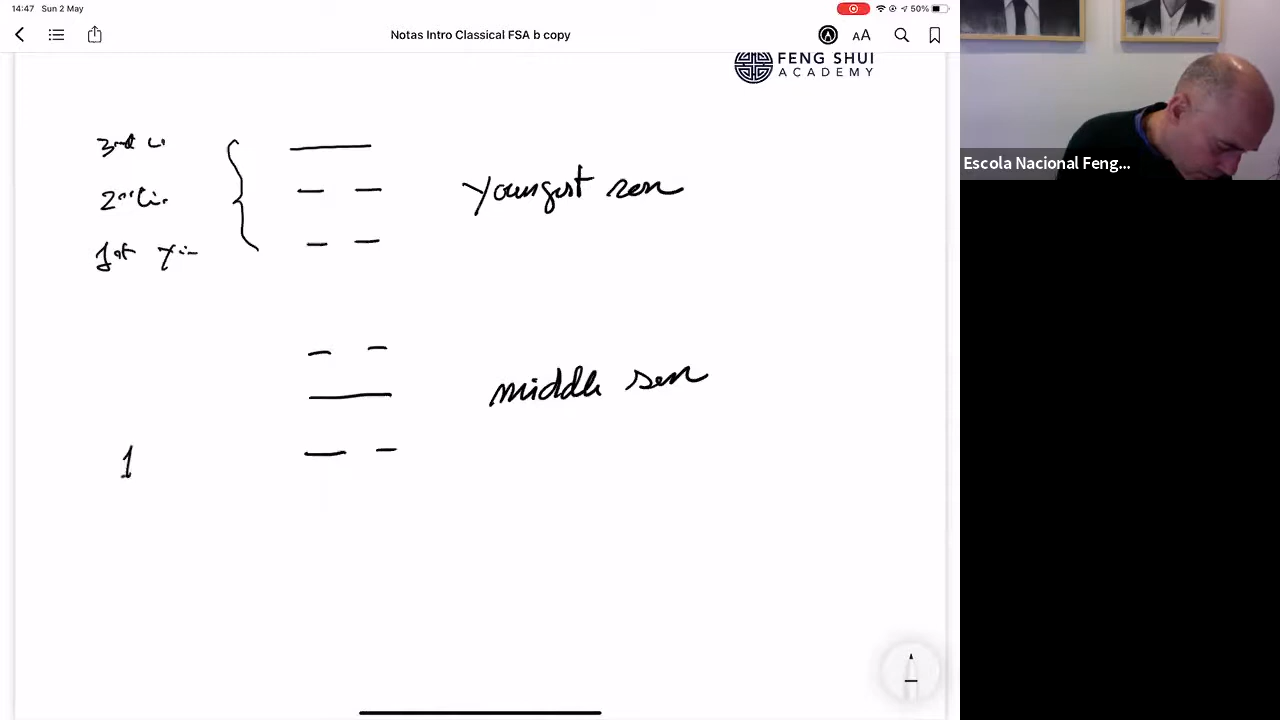 14:47 Sun 2 May
50%
Notas Intro Classical FSA b copy
AA
FENG SHUI
ACADEMY
Escola Nacional Feng...
youngest son
middle son
1